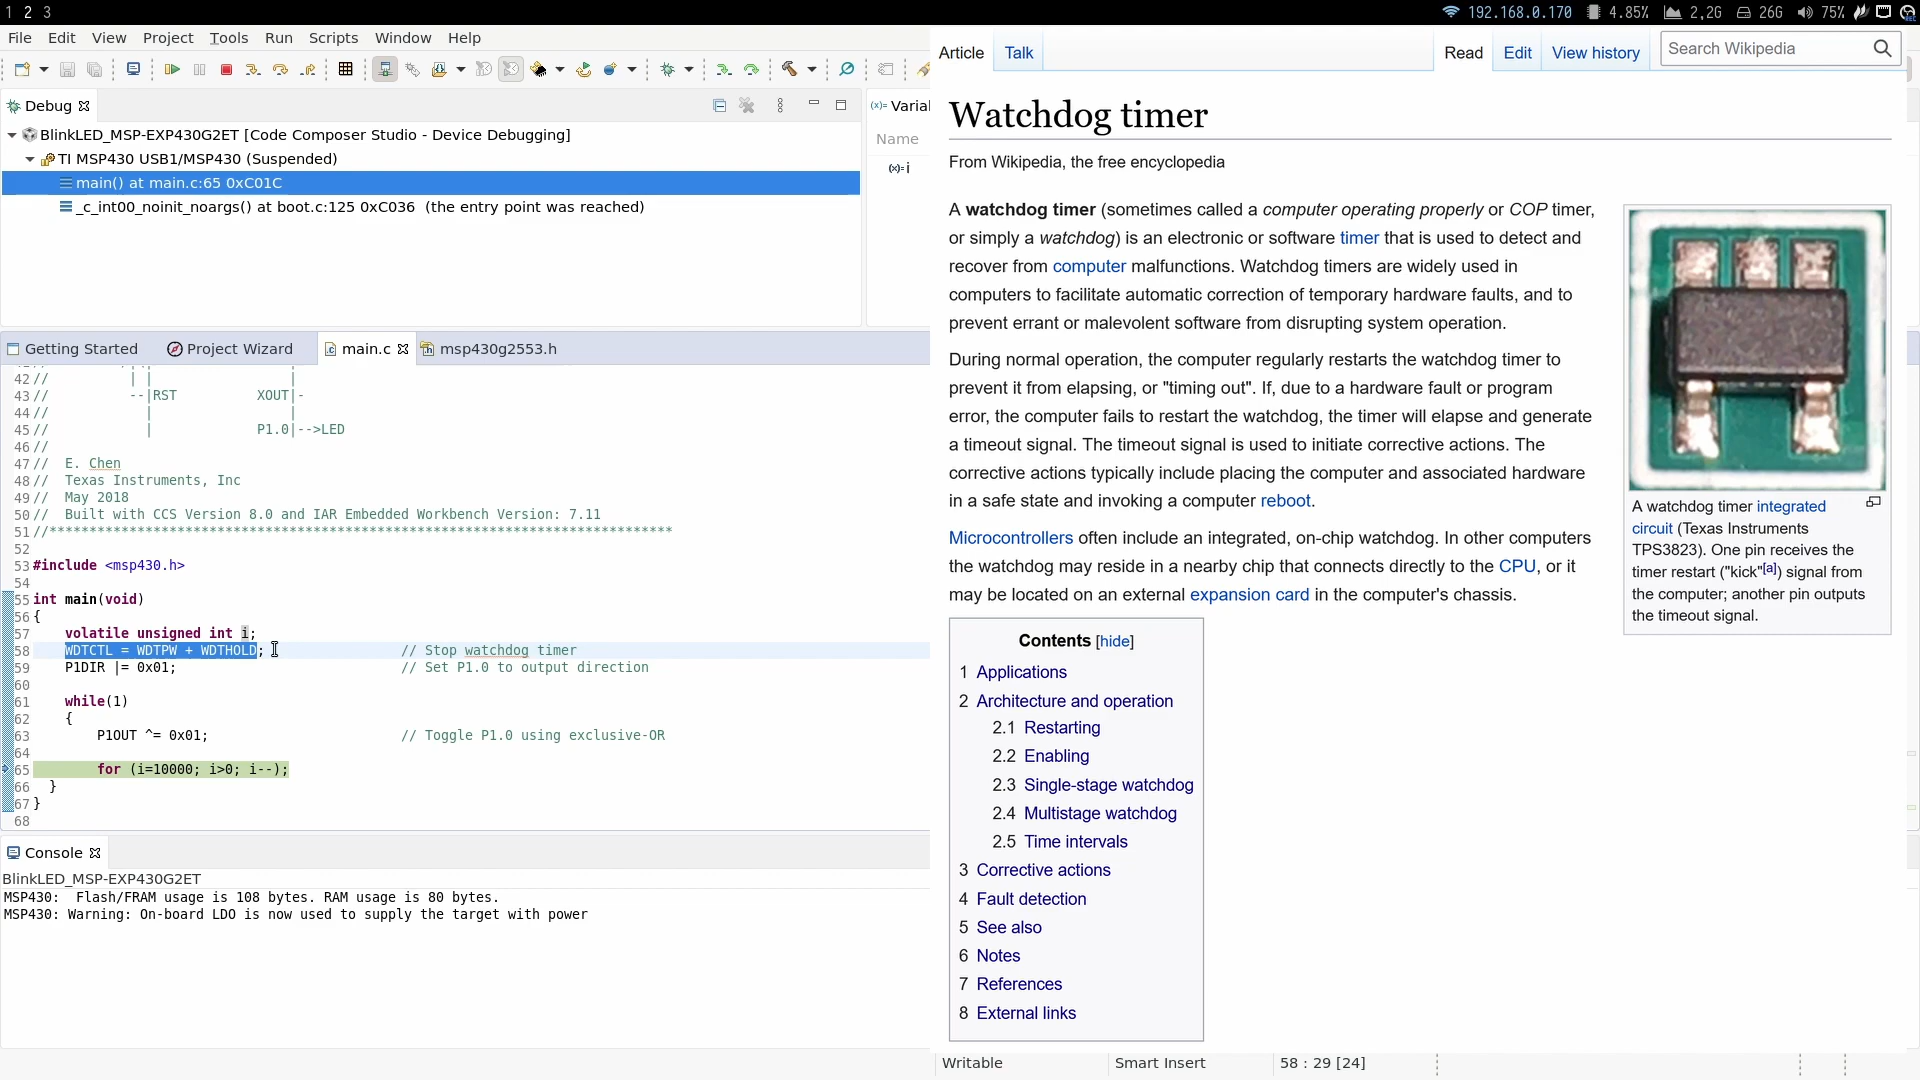 1 2 3
192.168.0.170 4.85% 2,2G 26G 75%
File Edit View Project Tools Run Scripts Window Help
Debug
BlinkLED_MSP-EXP430G2ET [Code Composer Studio - Device Debugging]
TI MSP430 USB1/MSP430 (Suspended)
main() at main.c:65 0xC01C
_c_int00_noinit_noargs() at boot.c:125 0xC036 (the entry point was reached)
(x)= Varial
Name
(x)= i
Getting Started Project Wizard main.c msp430g2553.h
42 // | | |
43 // --|RST XOUT|-
44 // | |
45 // | P1.0|-->LED
46 //
47 // E. Chen
48 // Texas Instruments, Inc
49 // May 2018
50 // Built with CCS Version 8.0 and IAR Embedded Workbench Version: 7.11
51 //******************************************************************************
52
53 #include <msp430.h>
54
55 int main(void)
56 {
57 volatile unsigned int i;
58 WDTCTL = WDTPW + WDTHOLD; // Stop watchdog timer
59 P1DIR |= 0x01; // Set P1.0 to output direction
60
61 while(1)
62 {
63 P1OUT ^= 0x01; // Toggle P1.0 using exclusive-OR
64
65 for (i=10000; i>0; i--);
66 }
67 }
68
Console
BlinkLED_MSP-EXP430G2ET
MSP430: Flash/FRAM usage is 108 bytes. RAM usage is 80 bytes.
MSP430: Warning: On-board LDO is now used to supply the target with power
Article Talk Read Edit View history Search Wikipedia
Watchdog timer
From Wikipedia, the free encyclopedia
A watchdog timer (sometimes called a computer operating properly or COP timer,
or simply a watchdog) is an electronic or software timer that is used to detect and
recover from computer malfunctions. Watchdog timers are widely used in
computers to facilitate automatic correction of temporary hardware faults, and to
prevent errant or malevolent software from disrupting system operation.
During normal operation, the computer regularly restarts the watchdog timer to
prevent it from elapsing, or "timing out". If, due to a hardware fault or program
error, the computer fails to restart the watchdog, the timer will elapse and generate
a timeout signal. The timeout signal is used to initiate corrective actions. The
corrective actions typically include placing the computer and associated hardware
in a safe state and invoking a computer reboot.
Microcontrollers often include an integrated, on-chip watchdog. In other computers
the watchdog may reside in a nearby chip that connects directly to the CPU, or it
may be located on an external expansion card in the computer's chassis.
A watchdog timer integrated
circuit (Texas Instruments
TPS3823). One pin receives the
timer restart ("kick"[a]) signal from
the computer; another pin outputs
the timeout signal.
Contents [hide]
1 Applications
2 Architecture and operation
2.1 Restarting
2.2 Enabling
2.3 Single-stage watchdog
2.4 Multistage watchdog
2.5 Time intervals
3 Corrective actions
4 Fault detection
5 See also
6 Notes
7 References
8 External links
Writable Smart Insert 58 : 29 [24]